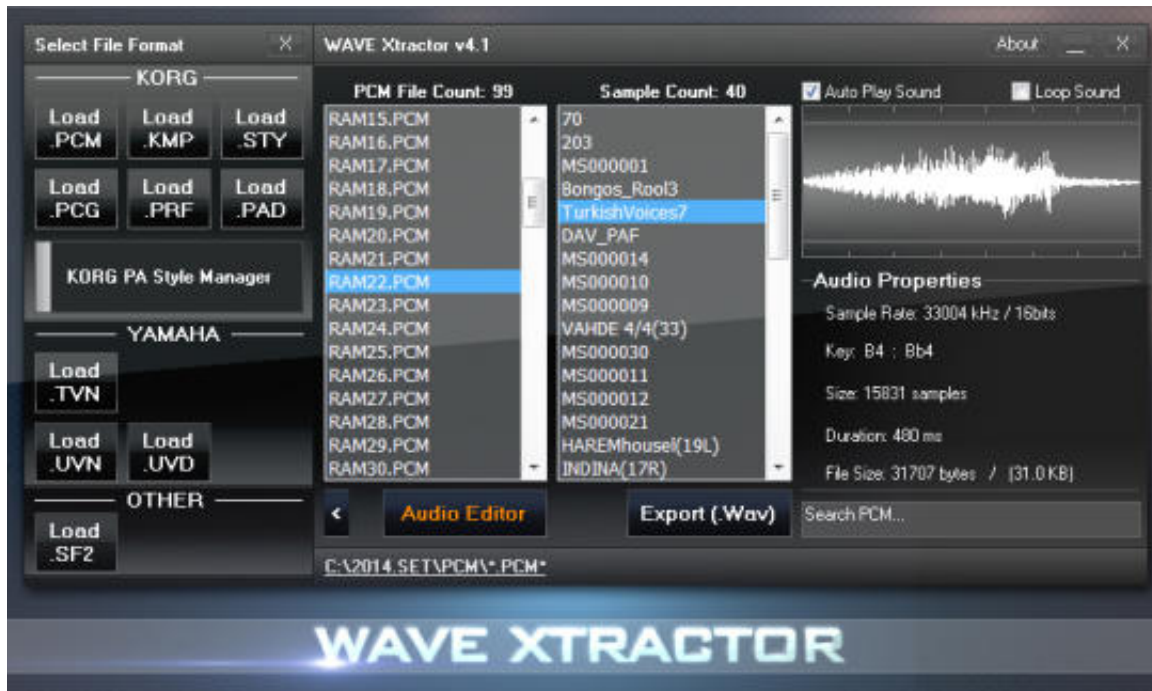 Select File Format X
KORG
Load .PCM
Load .KMP
Load .STY
Load .PCG
Load .PRF
Load .PAD
KORG PA Style Manager
YAMAHA
Load .TVN
Load .UVN
Load .UVD
OTHER
Load .SF2
WAVE Xtractor v4.1
About _ X
PCM File Count: 99
RAM15.PCM
RAM16.PCM
RAM17.PCM
RAM18.PCM
RAM19.PCM
RAM20.PCM
RAM21.PCM
RAM22.PCM
RAM23.PCM
RAM24.PCM
RAM25.PCM
RAM26.PCM
RAM27.PCM
RAM28.PCM
RAM29.PCM
RAM30.PCM
Sample Count: 40
70
203
MS000001
Bongos_Rool3
TurkishVoices7
DAV_PAF
MS000014
MS000010
MS000009
VAHDE 4/4(33)
MS000030
MS000011
MS000012
MS000021
HAREMhousel(19L)
INDINA(17R)
Auto Play Sound
Loop Sound
Audio Properties
Sample Rate: 33004 kHz / 16bits
Key: B4 : Bb4
Size: 15831 samples
Duration: 480 ms
File Size: 31707 bytes / (31.0 KB)
<
Audio Editor
Export (.Wav)
Search PCM...
C:\2014.SET\PCM\*.PCM*
WAVE XTRACTOR